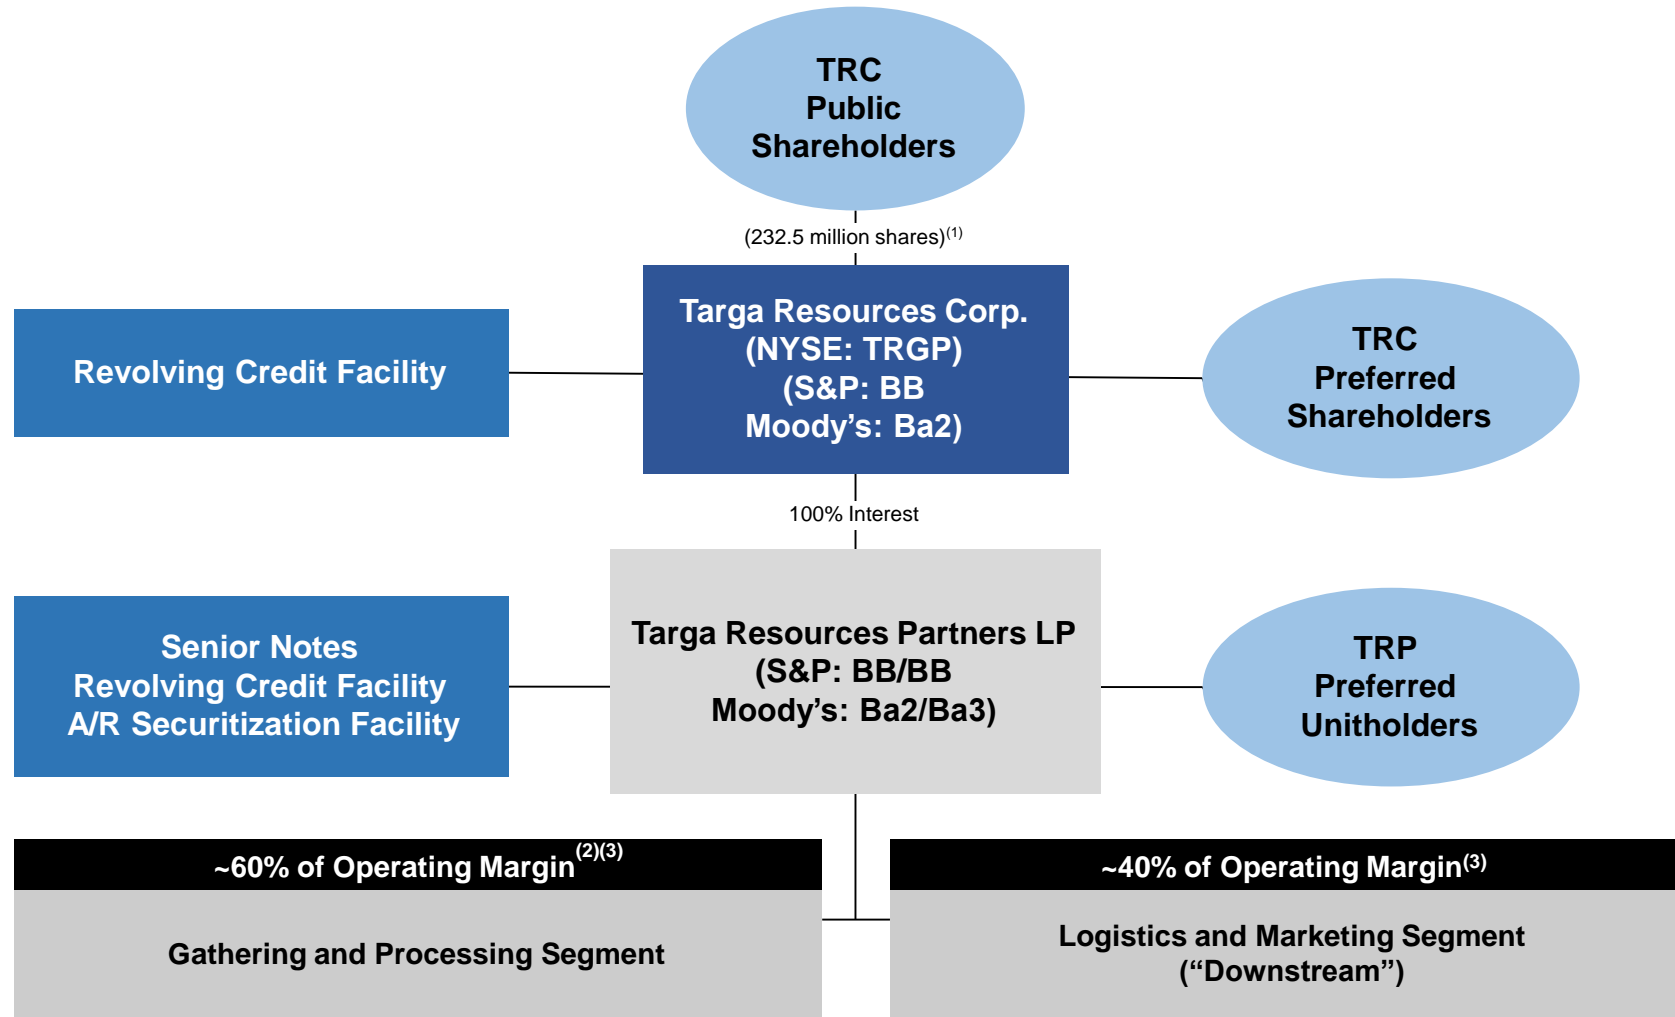 TRC
Public
Shareholders
(232.5 million shares)(1)
Targa Resources Corp.
(NYSE: TRGP)
(S&P: BB
Moody’s: Ba2)
Revolving Credit Facility
TRC
Preferred
Shareholders
100% Interest
Targa Resources Partners LP
(S&P: BB/BB
Moody’s: Ba2/Ba3)
Senior Notes
Revolving Credit Facility
A/R Securitization Facility
TRP
Preferred
Unitholders
~60% of Operating Margin(2)(3)
Gathering and Processing Segment
~40% of Operating Margin(3)
Logistics and Marketing Segment
(“Downstream”)